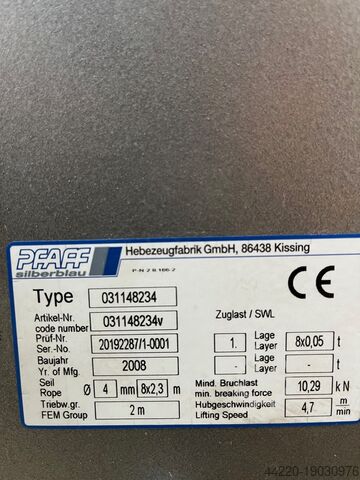 PFAFF
silberblau
Hebezeugfabrik GmbH, 86438 Kissing
P-N 2.8.166-2
CE
Type 031148234
Artikel-Nr.
code number 031148234v
Prüf-Nr.
Ser.-No. 20192287/1-0001
Baujahr
Yr. of Mfg. 2008
Seil
Rope Ø 4 mm 8x2,3 m
Triebw.gr.
FEM Group 2 m
Zuglast / SWL
1. Lage
Layer 8x0,05 t
- Lage
Layer - t
Mind. Bruchlast
min. breaking force 10,29 kN
Hubgeschwindigkeit
Lifting Speed 4,7 m
min
44220-19030976